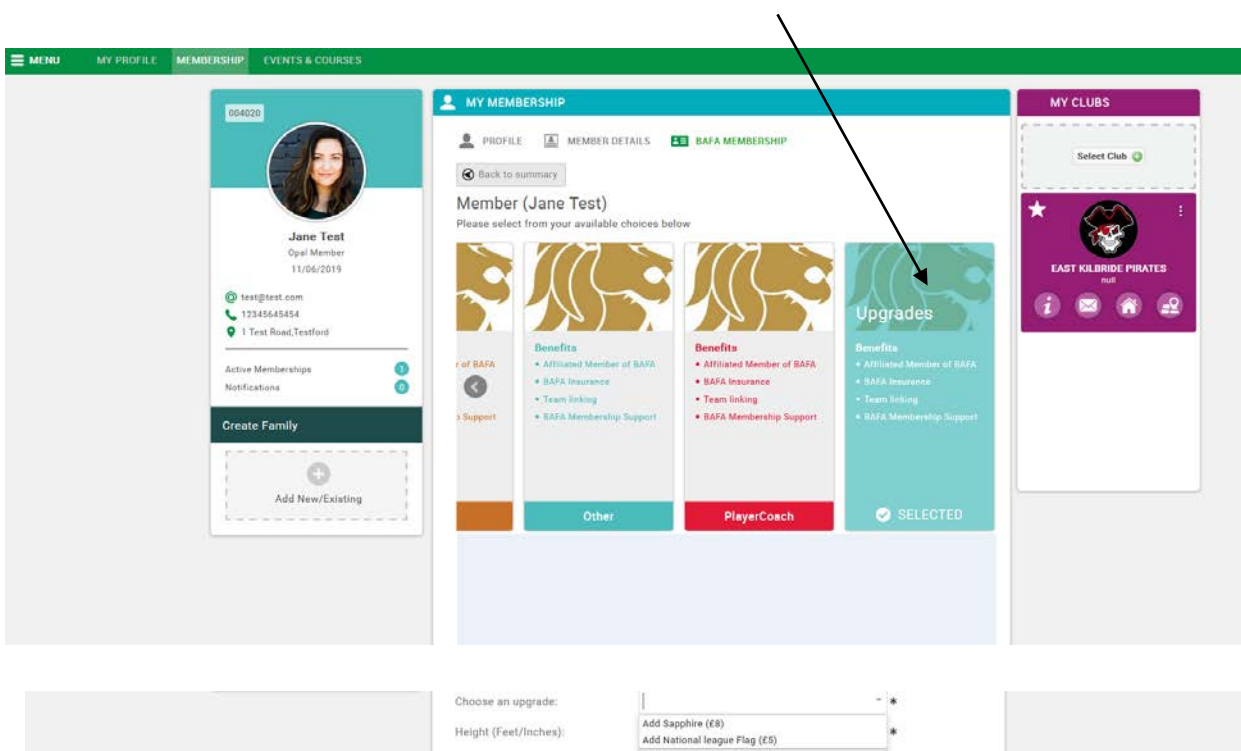 MENU MY PROFILE MEMBERSHIP EVENTS & COURSES
004020
Jane Test
Opal Member
11/06/2019
test@test.com
12345645454
1 Test Road,Testford
Active Memberships 1
Notifications 0
Create Family
Add New/Existing
MY MEMBERSHIP
PROFILE MEMBER DETAILS BAFA MEMBERSHIP
Back to summary
Member (Jane Test)
Please select from your available choices below
r of BAFA
Support
Benefits
• Affiliated Member of BAFA
• BAFA Insurance
• Team linking
• BAFA Membership Support
Other
Benefits
• Affiliated Member of BAFA
• BAFA Insurance
• Team linking
• BAFA Membership Support
PlayerCoach
Upgrades
Benefits
• Affiliated Member of BAFA
• BAFA Insurance
• Team linking
• BAFA Membership Support
SELECTED
MY CLUBS
Select Club
EAST KILBRIDE PIRATES
null
Choose an upgrade: *
Height (Feet/Inches): *
Add Sapphire (£8)
Add National league Flag (£5)